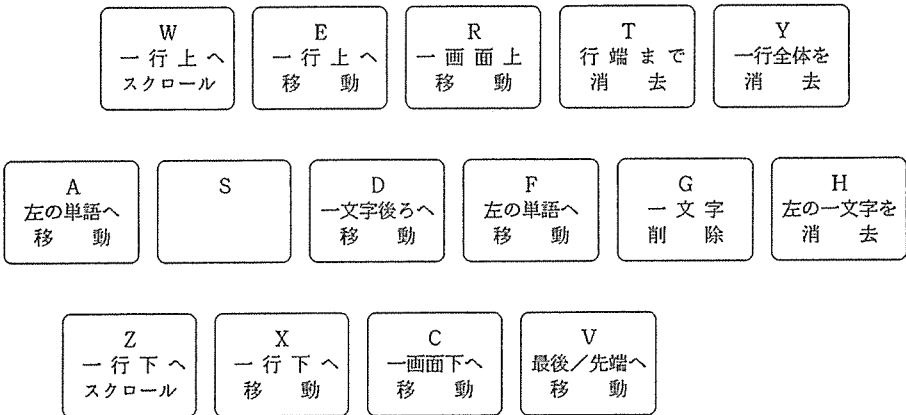 W
一行上へ
スクロール
E
一行上へ
移動
R
一画面上
移動
T
行端まで
消去
Y
一行全体を
消去
A
左の単語へ
移動
S
D
一文字後ろへ
移動
F
左の単語へ
移動
G
一文字
削除
H
左の一文字を
消去
Z
一行下へ
スクロール
X
一行下へ
移動
C
一画面下へ
移動
V
最後/先端へ
移動